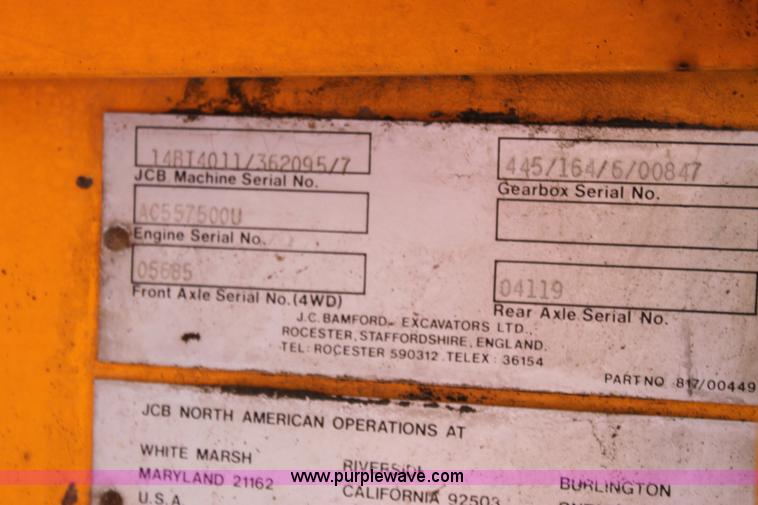 14BT4011/362095/7
JCB Machine Serial No.
445/164/6/00847
Gearbox Serial No.
AC557500U
Engine Serial No.
05685
Front Axle Serial No.(4WD)
04119
Rear Axle Serial No.
J.C. BAMFORD EXCAVATORS LTD.,
ROCESTER, STAFFORDSHIRE, ENGLAND.
TEL: ROCESTER 590312 TELEX: 36154
PART NO 817/00449
JCB NORTH AMERICAN OPERATIONS AT
WHITE MARSH
MARYLAND 21162
U.S.A.
CALIFORNIA 92503
BURLINGTON
www.purplewave.com